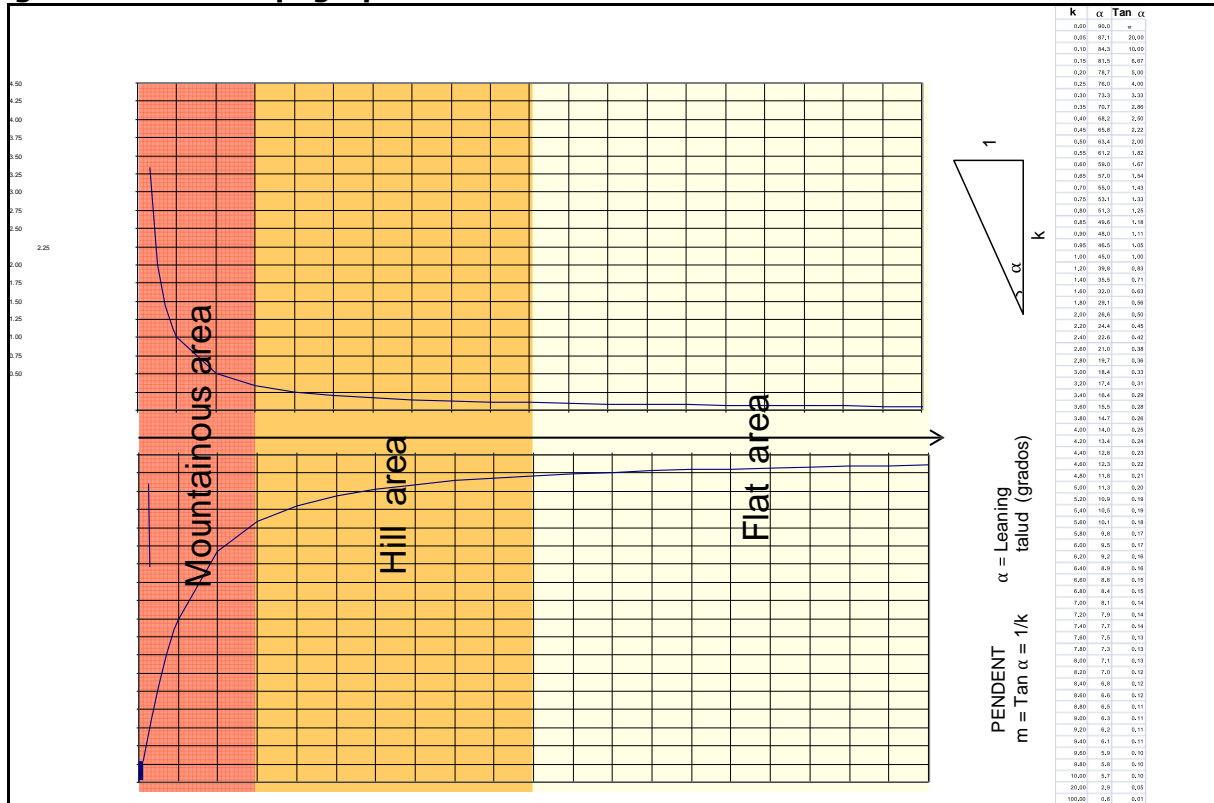 4.50
4.25
4.00
3.75
3.50
3.25
3.00
2.75
2.50
2.25
2.00
1.75
1.50
1.25
1.00
0.75
0.50
Mountainous area
Hill area
Flat area
1
k
α
α = Leaning
talud (grados)
PENDENT
m = Tan α = 1/k
k α Tan α
0.00 90.0 ∞
0.05 87.1 20.00
0.10 84.3 10.00
0.15 81.5 6.67
0.20 78.7 5.00
0.25 76.0 4.00
0.30 73.3 3.33
0.35 70.7 2.86
0.40 68.2 2.50
0.45 65.8 2.22
0.50 63.4 2.00
0.55 61.2 1.82
0.60 59.0 1.67
0.65 57.0 1.54
0.70 55.0 1.43
0.75 53.1 1.33
0.80 51.3 1.25
0.85 49.6 1.18
0.90 48.0 1.11
0.95 46.5 1.05
1.00 45.0 1.00
1.20 39.8 0.83
1.40 35.5 0.71
1.60 32.0 0.63
1.80 29.1 0.56
2.00 26.6 0.50
2.20 24.4 0.45
2.40 22.6 0.42
2.60 21.0 0.38
2.80 19.7 0.36
3.00 18.4 0.33
3.20 17.4 0.31
3.40 16.4 0.29
3.60 15.5 0.28
3.80 14.7 0.26
4.00 14.0 0.25
4.20 13.4 0.24
4.40 12.8 0.23
4.60 12.3 0.22
4.80 11.8 0.21
5.00 11.3 0.20
5.20 10.9 0.19
5.40 10.5 0.19
5.60 10.1 0.18
5.80 9.8 0.17
6.00 9.5 0.17
6.20 9.2 0.16
6.40 8.9 0.16
6.60 8.6 0.15
6.80 8.4 0.15
7.00 8.1 0.14
7.20 7.9 0.14
7.40 7.7 0.14
7.60 7.5 0.13
7.80 7.3 0.13
8.00 7.1 0.13
8.20 7.0 0.12
8.40 6.8 0.12
8.60 6.6 0.12
8.80 6.5 0.11
9.00 6.3 0.11
9.20 6.2 0.11
9.40 6.1 0.11
9.60 5.9 0.10
9.80 5.8 0.10
10.00 5.7 0.10
20.00 2.9 0.05
100.00 0.6 0.01